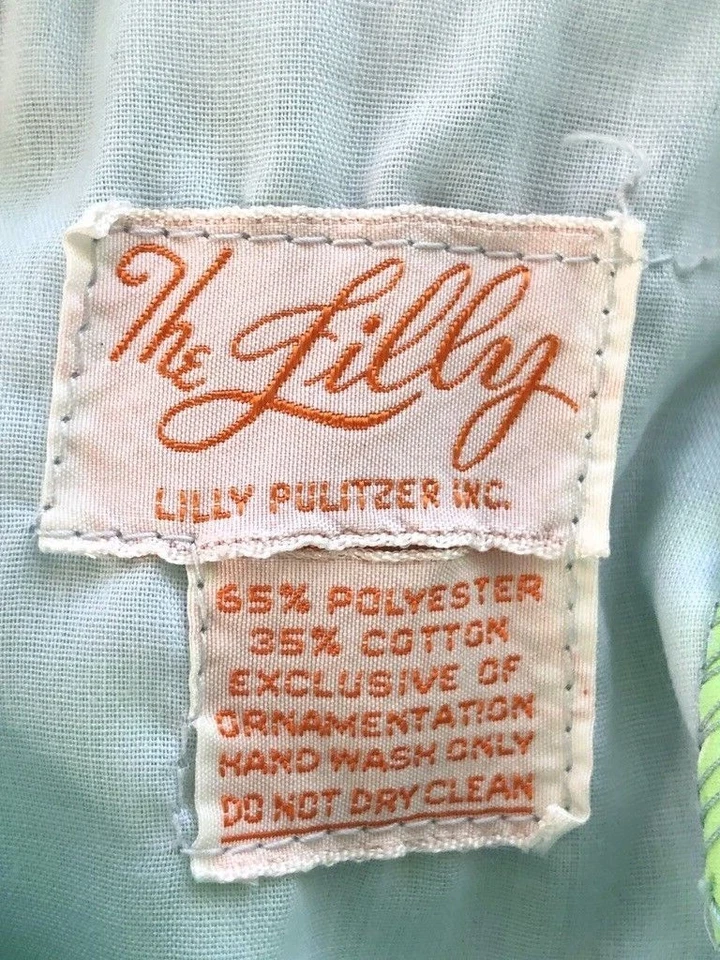 The Lilly
LILLY PULITZER INC.
65% POLYESTER
35% COTTON
EXCLUSIVE OF
ORNAMENTATION
HAND WASH ONLY
DO NOT DRY CLEAN